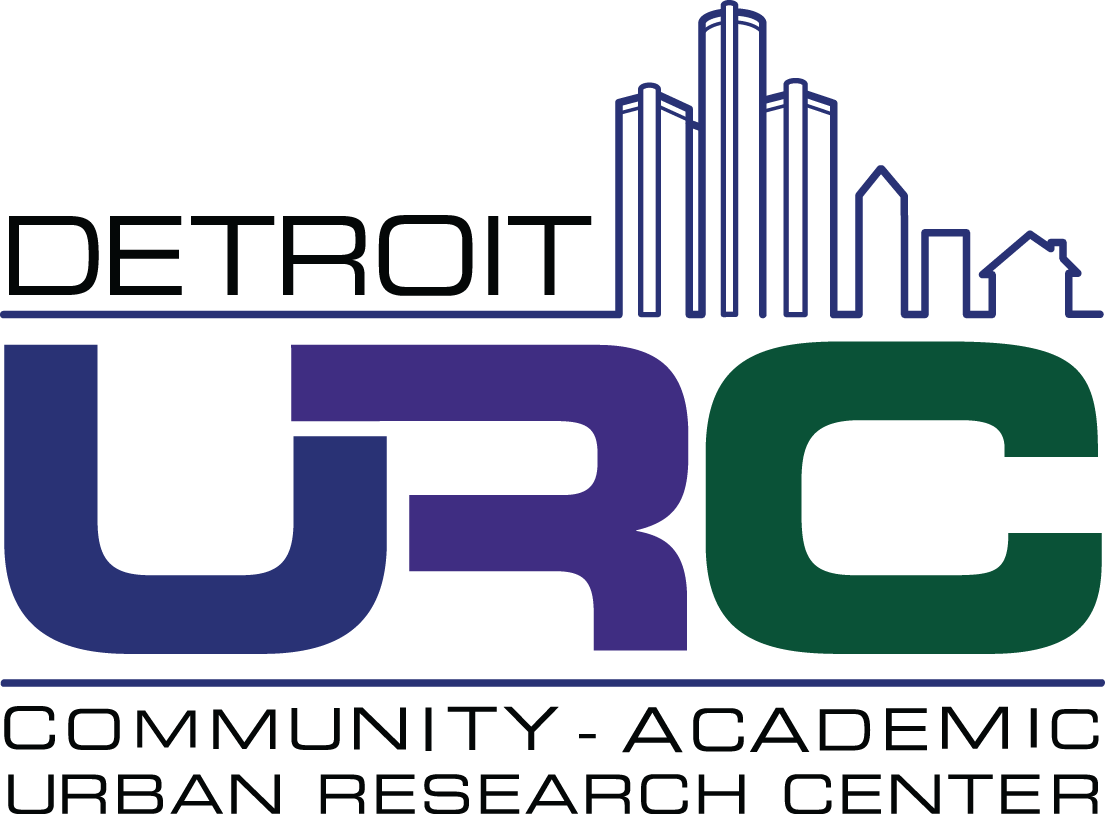 DETROIT
URC
COMMUNITY - ACADEMIC
URBAN RESEARCH CENTER